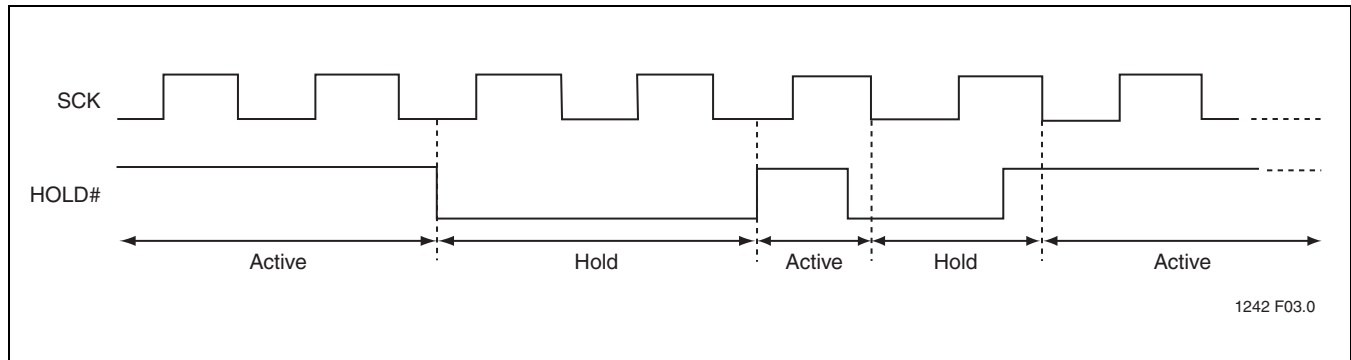 SCK
HOLD#
Active Hold Active Hold Active
1242 F03.0